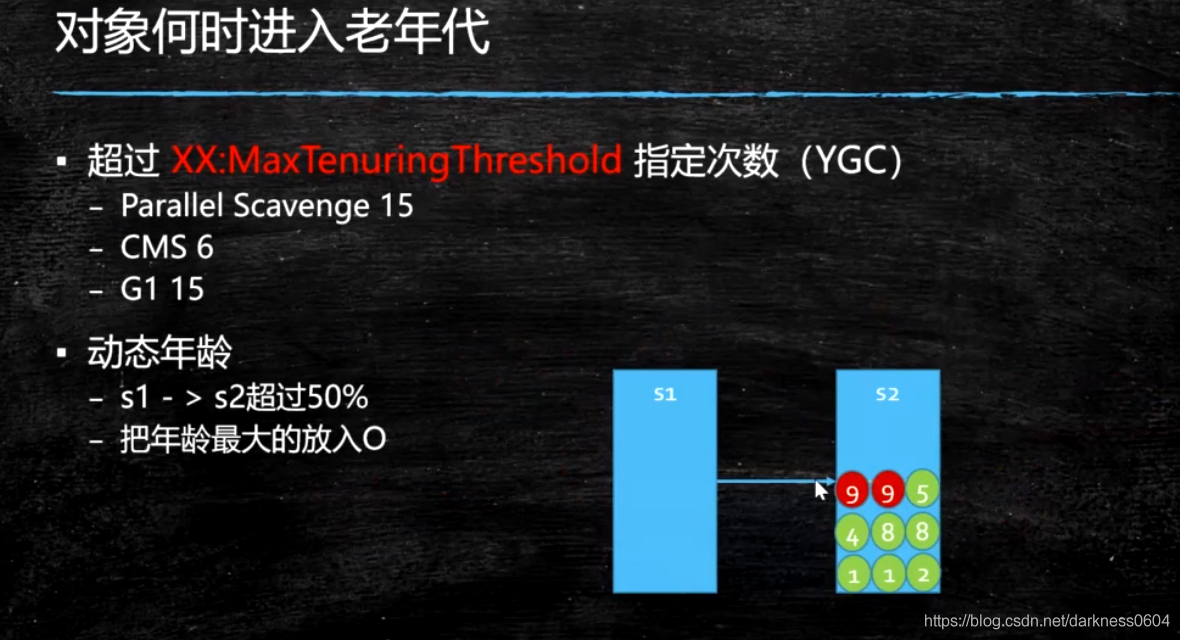 对象何时进入老年代
▪ 超过 XX:MaxTenuringThreshold 指定次数（YGC）
– Parallel Scavenge 15
– CMS 6
– G1 15
▪ 动态年龄
– s1 - > s2超过50%
– 把年龄最大的放入O
s1
s2
9 9 5
4 8 8
1 1 2
https://blog.csdn.net/darkness0604